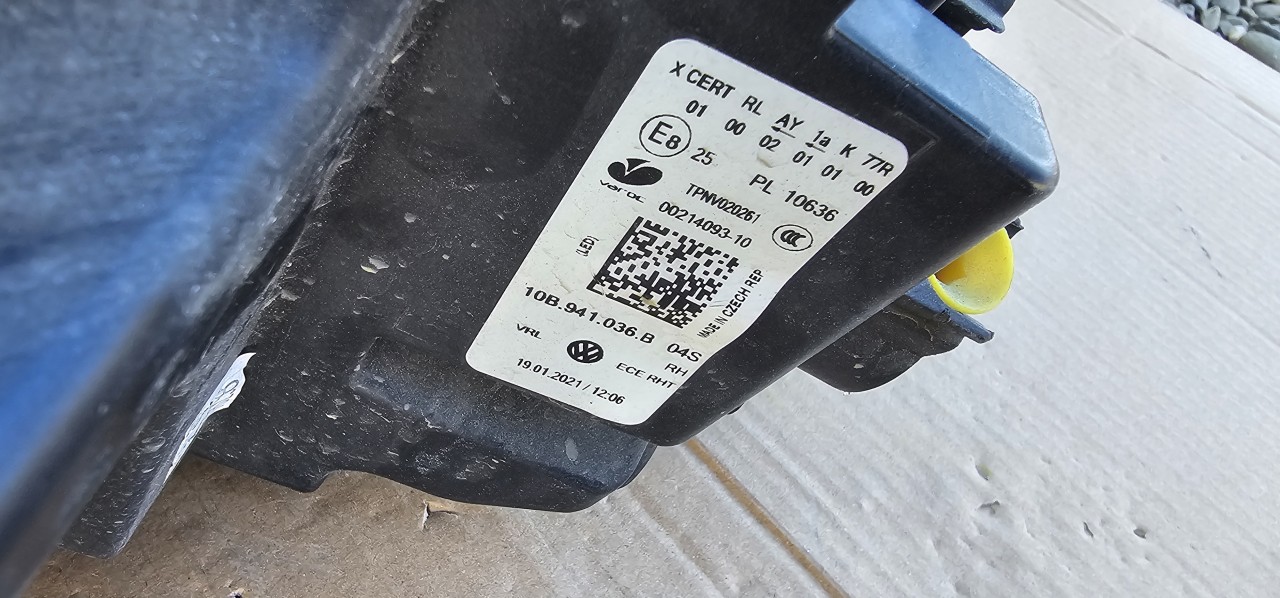 X CERT RL AY 1a K 77R
01 00 02 01 01 00
E8 25 PL 10636
TPNV020261
00214093-10
(LED)
MADE IN CZECH REP
10B.941.036.B 04S
VRL RH
ECE RHT
19.01.2021 / 12:06